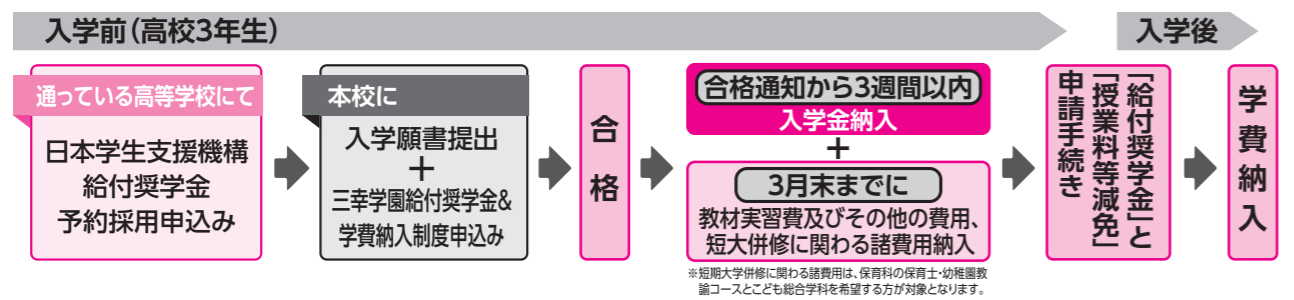 入学前(高校3年生)
入学後
通っている高等学校にて
日本学生支援機構
給付奨学金
予約採用申込み
本校に
入学願書提出
+
三幸学園給付奨学金&
学費納入制度申込み
合格
合格通知から3週間以内
入学金納入
+
3月末までに
教材実習費及びその他の費用、
短大併修に関わる諸費用納入
※短期大学併修に関わる諸費用は、保育科の保育士・幼稚園教
諭コースとこども総合学科を希望する方が対象となります。
「給付奨学金」と
「授業料等減免」
申請手続き
学費納入